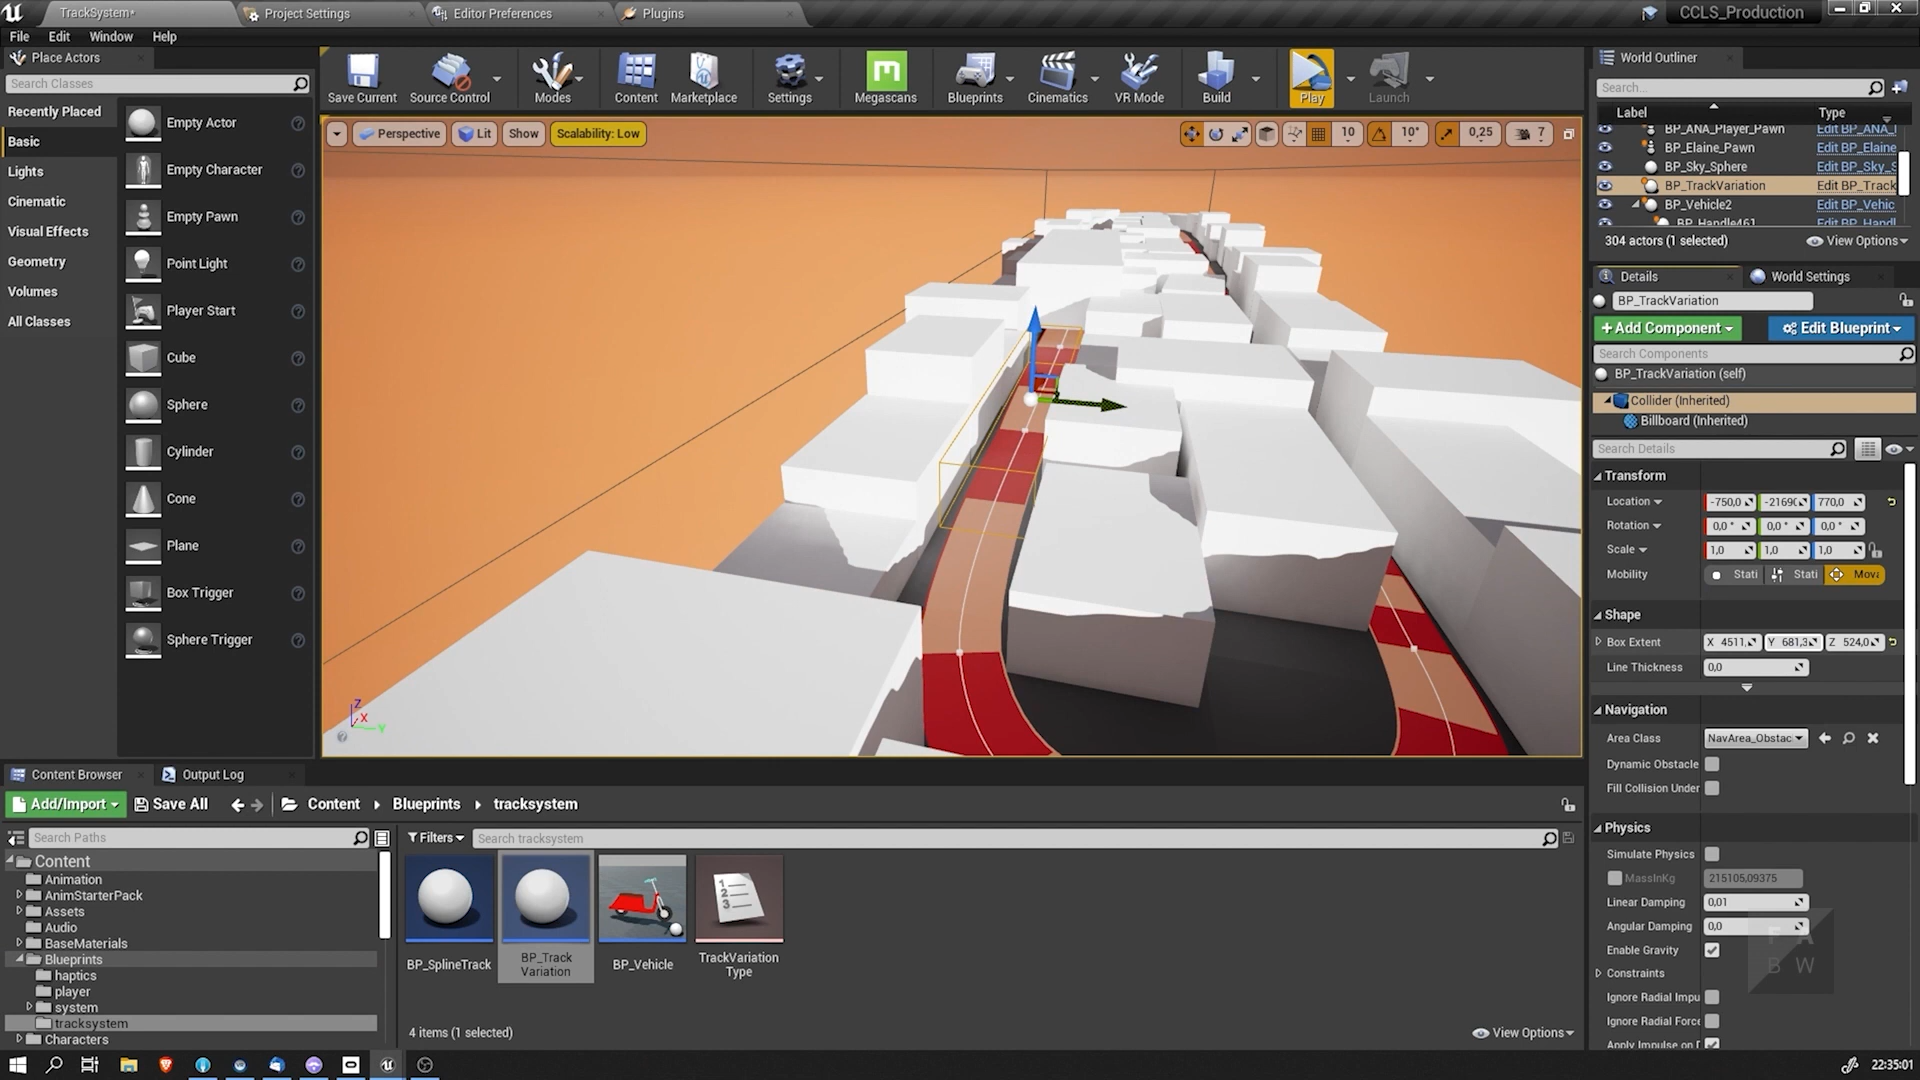 TrackSystem*
Project Settings
Editor Preferences
Plugins
CCLS_Production
File Edit Window Help
Place Actors
Search Classes
Recently Placed
Basic
Lights
Cinematic
Visual Effects
Geometry
Volumes
All Classes
Empty Actor
Empty Character
Empty Pawn
Point Light
Player Start
Cube
Sphere
Cylinder
Cone
Plane
Box Trigger
Sphere Trigger
Save Current
Source Control
Modes
Content
Marketplace
Settings
Megascans
Blueprints
Cinematics
VR Mode
Build
Play
Launch
Perspective
Lit
Show
Scalability: Low
10
10°
0,25
7
Z
X
Y
World Outliner
Search...
Label Type
BP_ANA_Player_Pawn Edit BP_ANA_
BP_Elaine_Pawn Edit BP_Elaine
BP_Sky_Sphere Edit BP_Sky_S
BP_TrackVariation Edit BP_Track
BP_Vehicle2 Edit BP_Vehic
BP_Handle461 Edit BP_Handl
304 actors (1 selected)
View Options
Details
World Settings
BP_TrackVariation
+Add Component
Edit Blueprint
Search Components
BP_TrackVariation (self)
Collider (Inherited)
Billboard (Inherited)
Search Details
Transform
Location -750,0 -2169 770,0
Rotation 0,0 ° 0,0 ° 0,0 °
Scale 1,0 1,0 1,0
Mobility Stati Stati Mova
Shape
Box Extent X 4511, Y 681,3 Z 524,0
Line Thickness 0,0
Navigation
Area Class NavArea_Obstac
Dynamic Obstacle
Fill Collision Under
Physics
Simulate Physics
MassInKg 215105,09375
Linear Damping 0,01
Angular Damping 0,0
Enable Gravity
Constraints
Ignore Radial Impu
Ignore Radial Force
Apply Impulse on D
F A
B W
Content Browser
Output Log
Add/Import
Save All
Content
Blueprints
tracksystem
Search Paths
Filters
Search tracksystem
Content
Animation
AnimStarterPack
Assets
Audio
BaseMaterials
Blueprints
haptics
player
system
tracksystem
Characters
BP_SplineTrack
BP_Track
Variation
BP_Vehicle
TrackVariation
Type
4 items (1 selected)
View Options
22:35:01